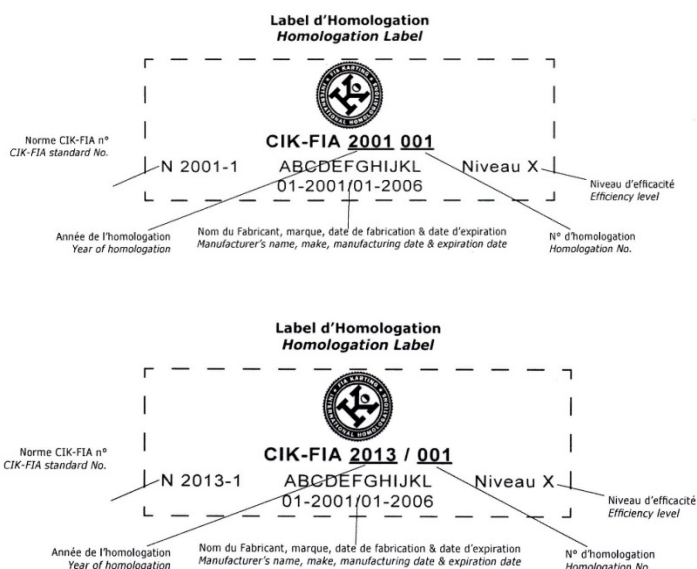 Label d'Homologation
Homologation Label
CIK-FIA 2001 001
Norme CIK-FIA n°
CIK-FIA standard No.
N 2001-1 ABCDEFGHIJKL Niveau X
01-2001/01-2006
Niveau d'efficacité
Efficiency level
Année de l'homologation
Year of homologation
Nom du Fabricant, marque, date de fabrication & date d'expiration
Manufacturer's name, make, manufacturing date & expiration date
N° d'homologation
Homologation No.
Label d'Homologation
Homologation Label
CIK-FIA 2013 / 001
Norme CIK-FIA n°
CIK-FIA standard No.
N 2013-1 ABCDEFGHIJKL Niveau X
01-2001/01-2006
Niveau d'efficacité
Efficiency level
Année de l'homologation
Year of homologation
Nom du Fabricant, marque, date de fabrication & date d'expiration
Manufacturer's name, make, manufacturing date & expiration date
N° d'homologation
Homologation No.